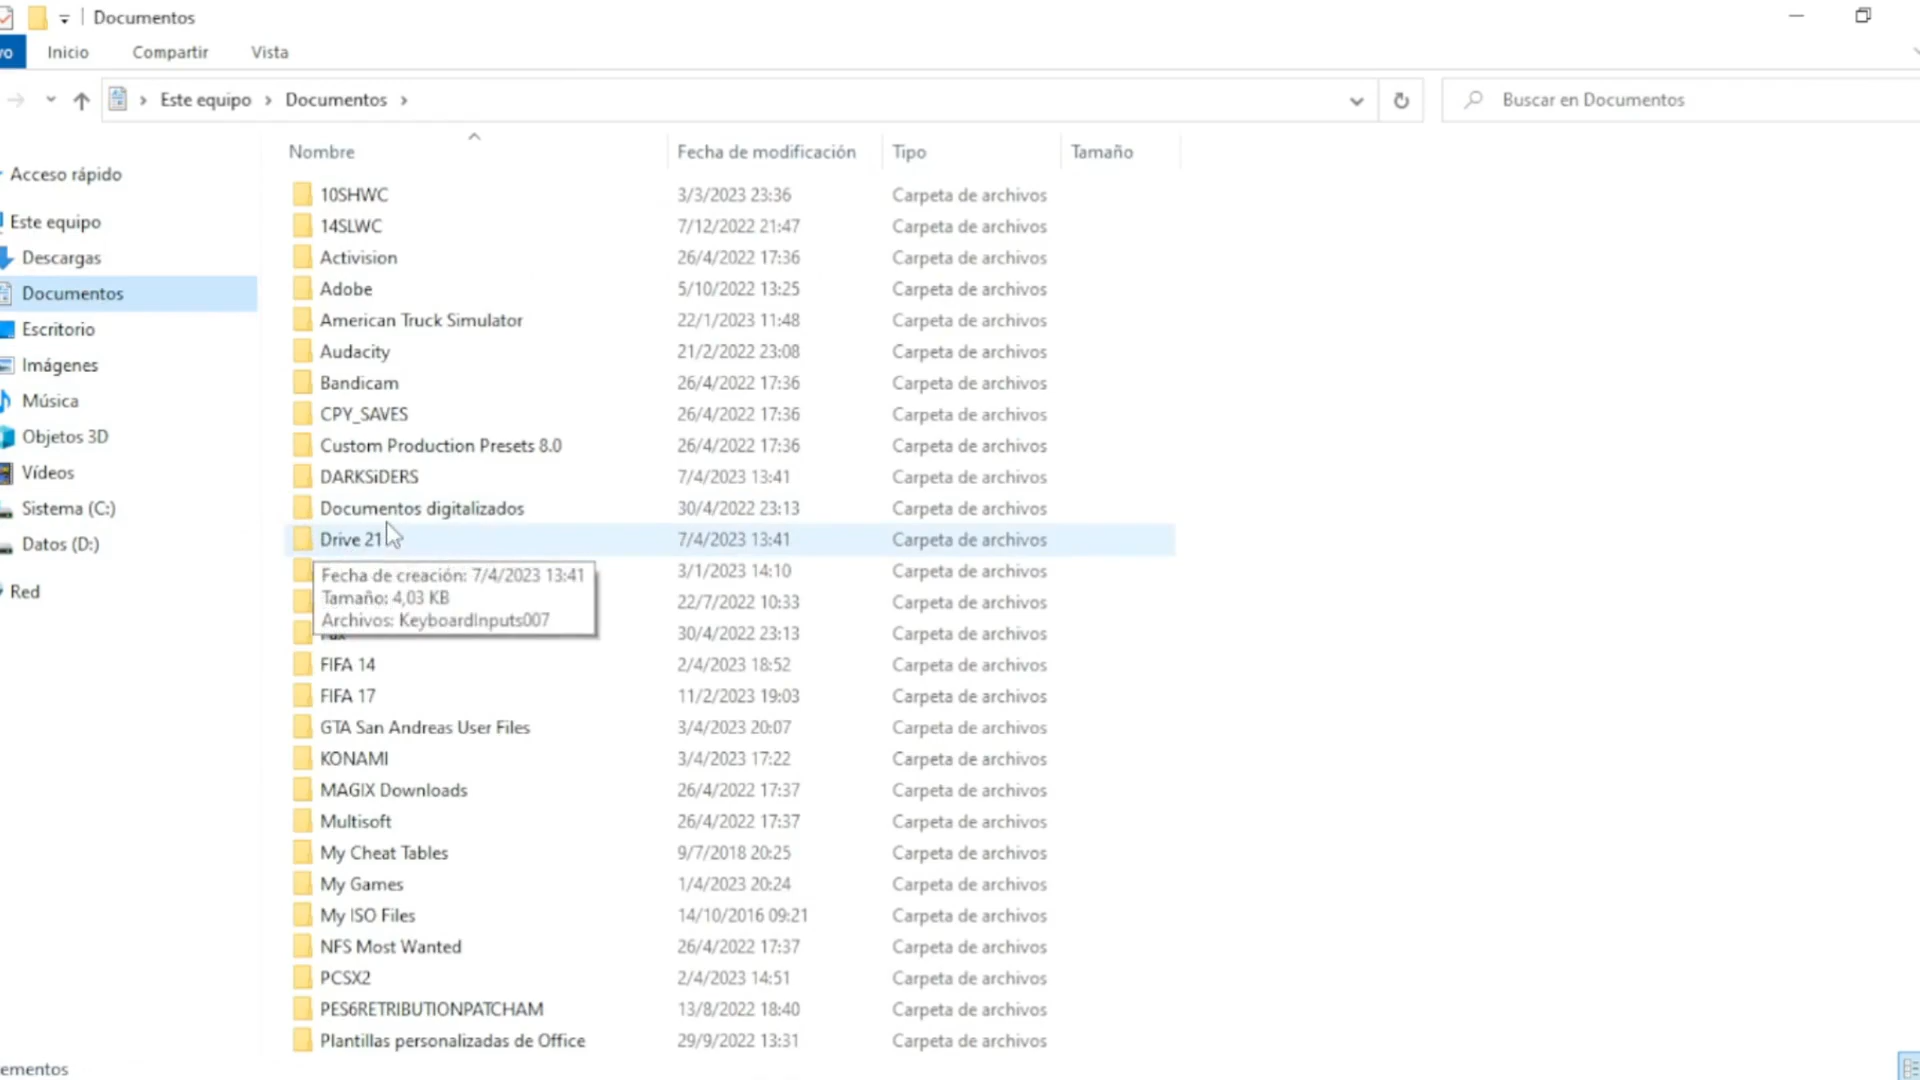 Documentos
Inicio Compartir Vista
Este equipo Documentos
Buscar en Documentos
Nombre Fecha de modificación Tipo Tamaño
Acceso rápido
Este equipo
Descargas
Documentos
Escritorio
Imágenes
Música
Objetos 3D
Vídeos
Sistema (C:)
Datos (D:)
Red
10SHWC 3/3/2023 23:36 Carpeta de archivos
14SLWC 7/12/2022 21:47 Carpeta de archivos
Activision 26/4/2022 17:36 Carpeta de archivos
Adobe 5/10/2022 13:25 Carpeta de archivos
American Truck Simulator 22/1/2023 11:48 Carpeta de archivos
Audacity 21/2/2022 23:08 Carpeta de archivos
Bandicam 26/4/2022 17:36 Carpeta de archivos
CPY_SAVES 26/4/2022 17:36 Carpeta de archivos
Custom Production Presets 8.0 26/4/2022 17:36 Carpeta de archivos
DARKSiDERS 7/4/2023 13:41 Carpeta de archivos
Documentos digitalizados 30/4/2022 23:13 Carpeta de archivos
Drive 21 7/4/2023 13:41 Carpeta de archivos
3/1/2023 14:10 Carpeta de archivos
22/7/2022 10:33 Carpeta de archivos
30/4/2022 23:13 Carpeta de archivos
Fecha de creación: 7/4/2023 13:41
Tamaño: 4,03 KB
Archivos: KeyboardInputs007
FIFA 14 2/4/2023 18:52 Carpeta de archivos
FIFA 17 11/2/2023 19:03 Carpeta de archivos
GTA San Andreas User Files 3/4/2023 20:07 Carpeta de archivos
KONAMI 3/4/2023 17:22 Carpeta de archivos
MAGIX Downloads 26/4/2022 17:37 Carpeta de archivos
Multisoft 26/4/2022 17:37 Carpeta de archivos
My Cheat Tables 9/7/2018 20:25 Carpeta de archivos
My Games 1/4/2023 20:24 Carpeta de archivos
My ISO Files 14/10/2016 09:21 Carpeta de archivos
NFS Most Wanted 26/4/2022 17:37 Carpeta de archivos
PCSX2 2/4/2023 14:51 Carpeta de archivos
PES6RETRIBUTIONPATCHAM 13/8/2022 18:40 Carpeta de archivos
Plantillas personalizadas de Office 29/9/2022 13:31 Carpeta de archivos
ementos